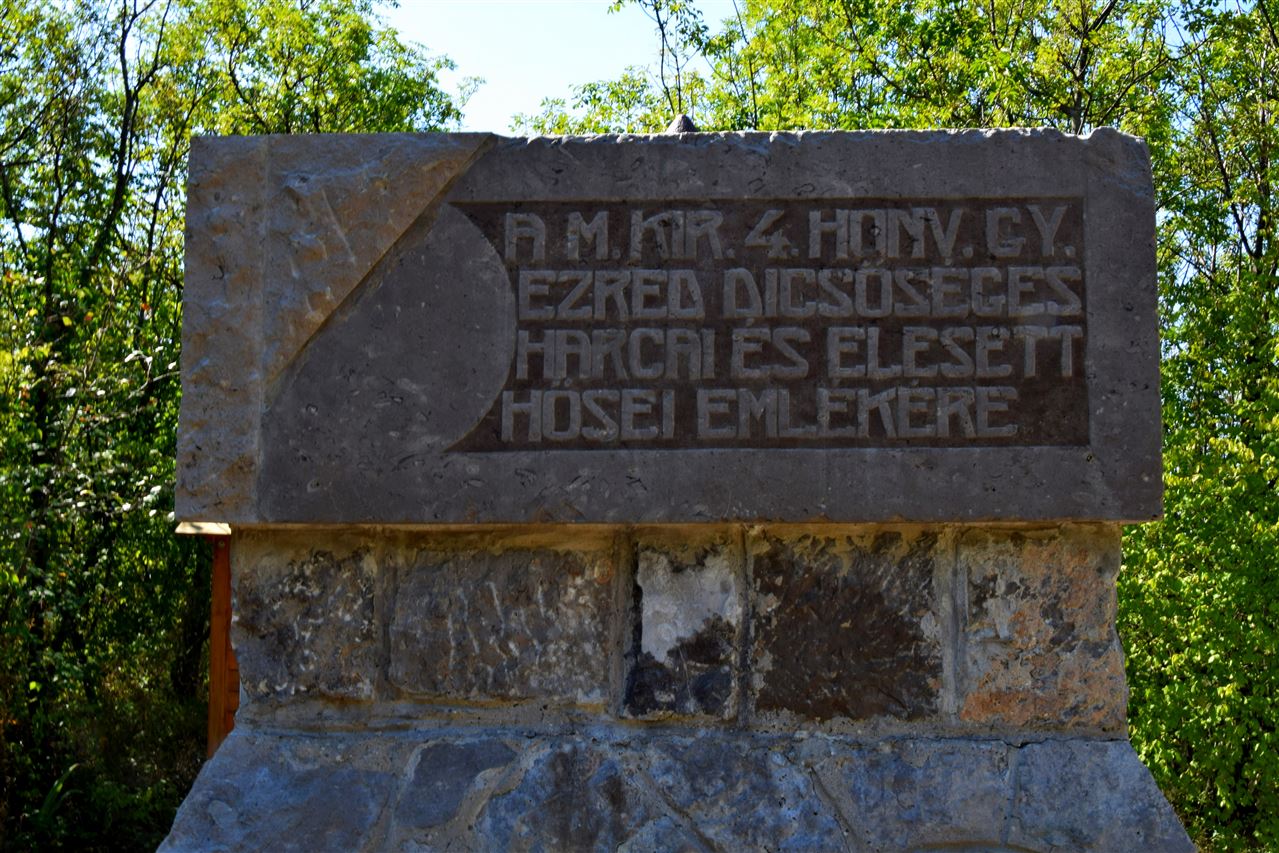 A M. KIR. 4. HONV. GY.
EZRED DICSŐSÉGES
HARCAI ÉS ELESETT
HŐSEI EMLÉKÉRE